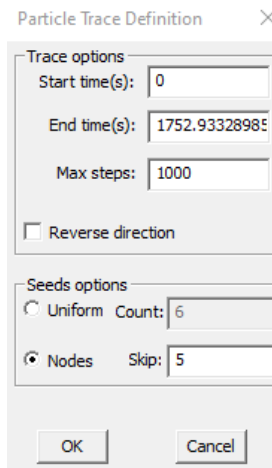 Particle Trace Definition
Trace options
Start time(s): 0
End time(s): 1752.93328985
Max steps: 1000
Reverse direction
Seeds options
Uniform Count: 6
Nodes Skip: 5
OK Cancel